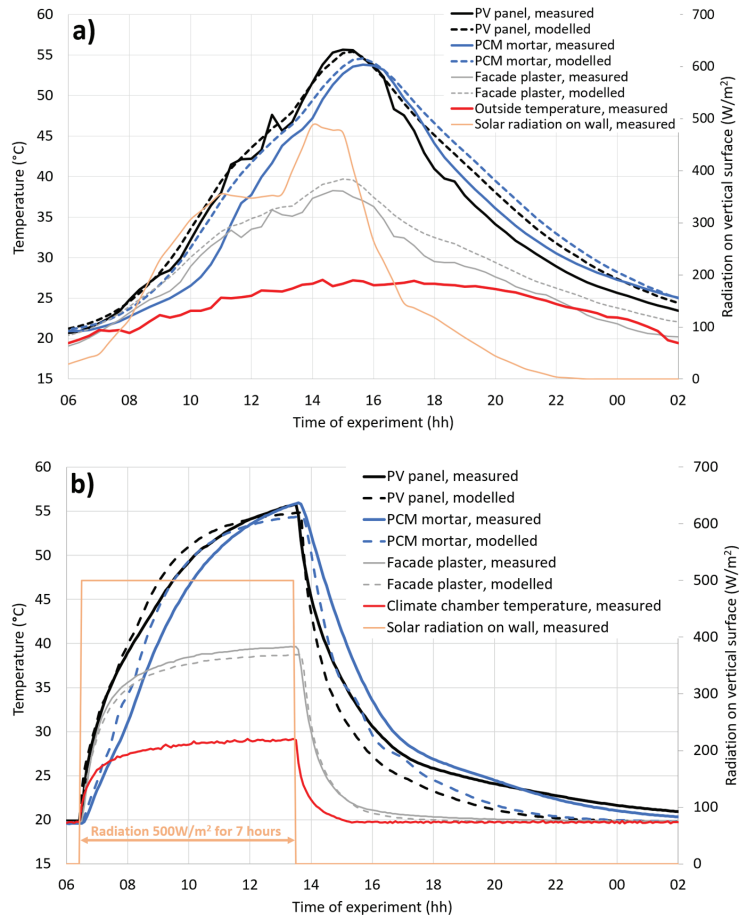 a)
PV panel, measured
PV panel, modelled
PCM mortar, measured
PCM mortar, modelled
Facade plaster, measured
Facade plaster, modelled
Outside temperature, measured
Solar radiation on wall, measured
60
55
50
45
40
35
30
25
20
15
Temperature (°C)
700
600
500
400
300
200
100
0
Radiation on vertical surface (W/m²)
06 08 10 12 14 16 18 20 22 00 02
Time of experiment (hh)
b)
PV panel, measured
PV panel, modelled
PCM mortar, measured
PCM mortar, modelled
Facade plaster, measured
Facade plaster, modelled
Climate chamber temperature, measured
Solar radiation on wall, measured
60
55
50
45
40
35
30
25
20
15
Temperature (°C)
700
600
500
400
300
200
100
0
Radiation on vertical surface (W/m²)
Radiation 500W/m² for 7 hours
06 08 10 12 14 16 18 20 22 00 02
Time of experiment (hh)